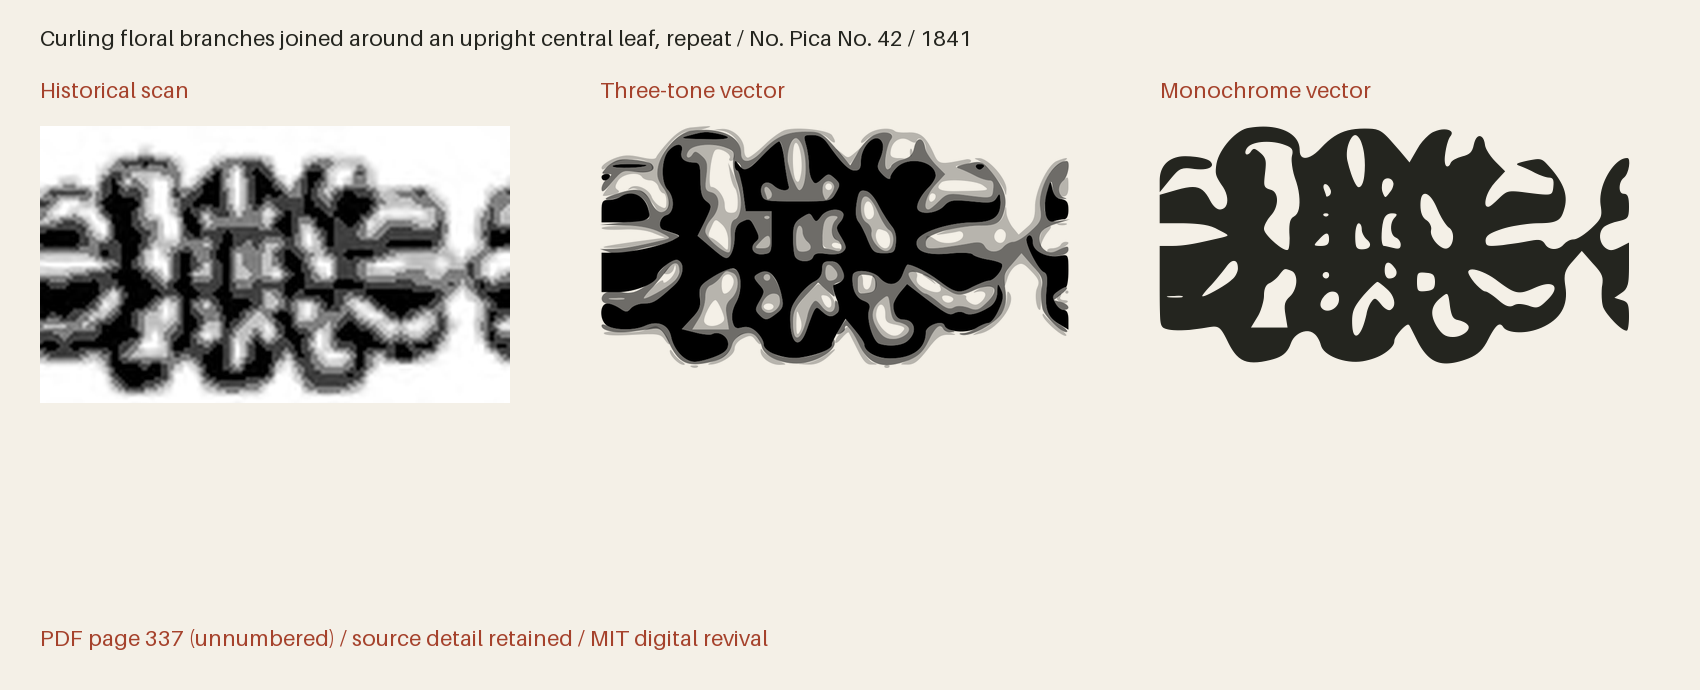 Curling floral branches joined around an upright central leaf, repeat / No. Pica No. 42 / 1841
Historical scan
Three-tone vector
Monochrome vector
PDF page 337 (unnumbered) / source detail retained / MIT digital revival